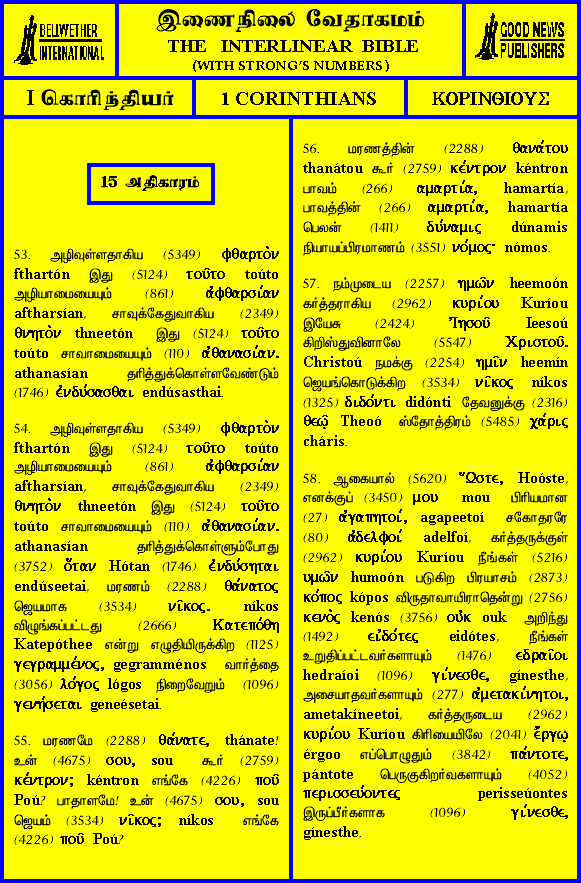 BELLWETHER
INTERNATIONAL
இணைநிலை வேதாகமம்
THE INTERLINEAR BIBLE
(WITH STRONG'S NUMBERS)
GOOD NEWS
PUBLISHERS
I கொரிந்தியர்
1 CORINTHIANS
ΚΟΡΙΝΘΙΟΥΣ
15 அதிகாரம்
53. அழிவுள்ளதாகிய (5349) φθαρτὸν
ftharton இது (5124) τοῦτο toúto
அழியாமையையும் (861) ἀφθαρσίαν
aftharsían, சாவுக்கேதுவாகிய (2349)
θνητὸν thneetón இது (5124) τοῦτο
toúto சாவாமையையும் (110) ἀθανασίαν.
athanasían தரித்துக்கொள்ளவேண்டும்
(1746) ἐνδύσασθαι endúsasthai.
54. அழிவுள்ளதாகிய (5349) φθαρτὸν
fthartón இது (5124) τοῦτο toúto
அழியாமையையும் (861) ἀφθαρσίαν
aftharsían, சாவுக்கேதுவாகிய (2349)
θνητὸν thneetón இது (5124) τοῦτο
toúto சாவாமையையும் (110) ἀθανασίαν.
athanasían தரித்துக்கொள்ளும்போது
(3752) ὅταν Hótan (1746) ἐνδύσηται
endúseetai, மரணம் (2288) θάνατος
ஜெயமாக (3534) νῖκος. níkos
விழுங்கப்பட்டது (2666) Κατεπόθη
Katepóthee என்று எழுதியிருக்கிற (1125)
γεγραμμένος, gegramménos வார்த்தை
(3056) λόγος lógos நிறைவேறும் (1096)
γενήσεται geneésetai.
55. மரணமே (2288) θάνατε, thánate!
உன் (4675) σου, sou கூர் (2759)
κέντρον; kéntron எங்கே (4226) ποῦ
Poú? பாதாளமே! உன் (4675) σου, sou
ஜெயம் (3534) νῖκος; níkos எங்கே
(4226) ποῦ Poú?
56. மரணத்தின் (2288) θανάτου
thanátou கூர் (2759) κέντρον kéntron
பாவம் (266) αμαρτία, hamartía,
பாவத்தின் (266) αμαρτία, hamartía
பெலன் (1411) δύναμις dúnamis
நியாயப்பிரமாணம் (3551) νόμος· nómos.
57. நம்முடைய (2257) ημῶν heemoón
கர்த்தராகிய (2962) κυρίου Kuríou
இயேசு (2424) Ἰησοῦ Ieesoú
கிறிஸ்துவினாலே (5547) Χριστοῦ.
Christoú நமக்கு (2254) ημῖν heemín
ஜெயங்கொடுக்கிற (3534) νῖκος níkos
(1325) διδόντι didónti தேவனுக்கு (2316)
θεῷ Theoó ஸ்தோத்திரம் (5485) χάρις
cháris.
58. ஆகையால் (5620) Ὥστε, Hoóste,
எனக்குப் (3450) μου mou பிரியமான
(27) ἀγαπητοί, agapeetoí சகோதரரே
(80) ἀδελφοί adelfoí, கர்த்தருக்குள்
(2962) κυρίου Kuríou நீங்கள் (5216)
υμῶν humoón படுகிற பிரயாசம் (2873)
κόπος kópos விருதாவாயிராதென்று (2756)
κενὸς kenós (3756) οὐκ ouk அறிந்து
(1492) εἰδότες eidótes, நீங்கள்
உறுதிப்பட்டவர்களாயும் (1476) εδραῖοι
hedraíoi (1096) γίνεσθε, gínesthe,
அசையாதவர்களாயும் (277) ἀμετακίνητοι,
ametakíneetoi, கர்த்தருடைய (2962)
κυρίου Kuríou கிரியையிலே (2041) ἔργῳ
érgoo எப்பொழுதும் (3842) πάντοτε,
pántote பெருகுகிறவர்களாயும் (4052)
περισσεύοντες perisseúontes
இருப்பீர்களாக (1096) γίνεσθε,
gínesthe.